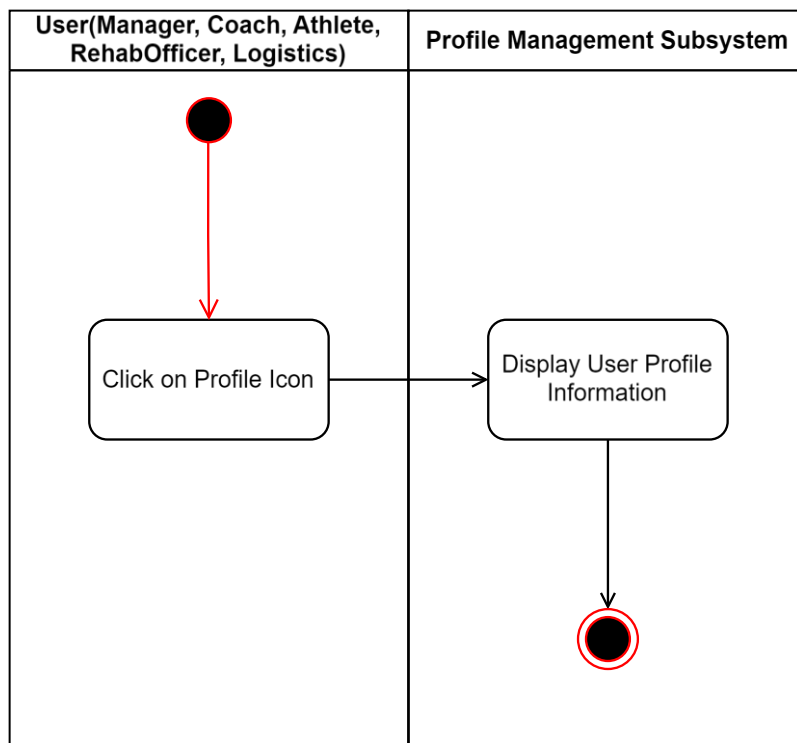 User(Manager, Coach, Athlete,
RehabOfficer, Logistics)
Profile Management Subsystem
Click on Profile Icon
Display User Profile
Information